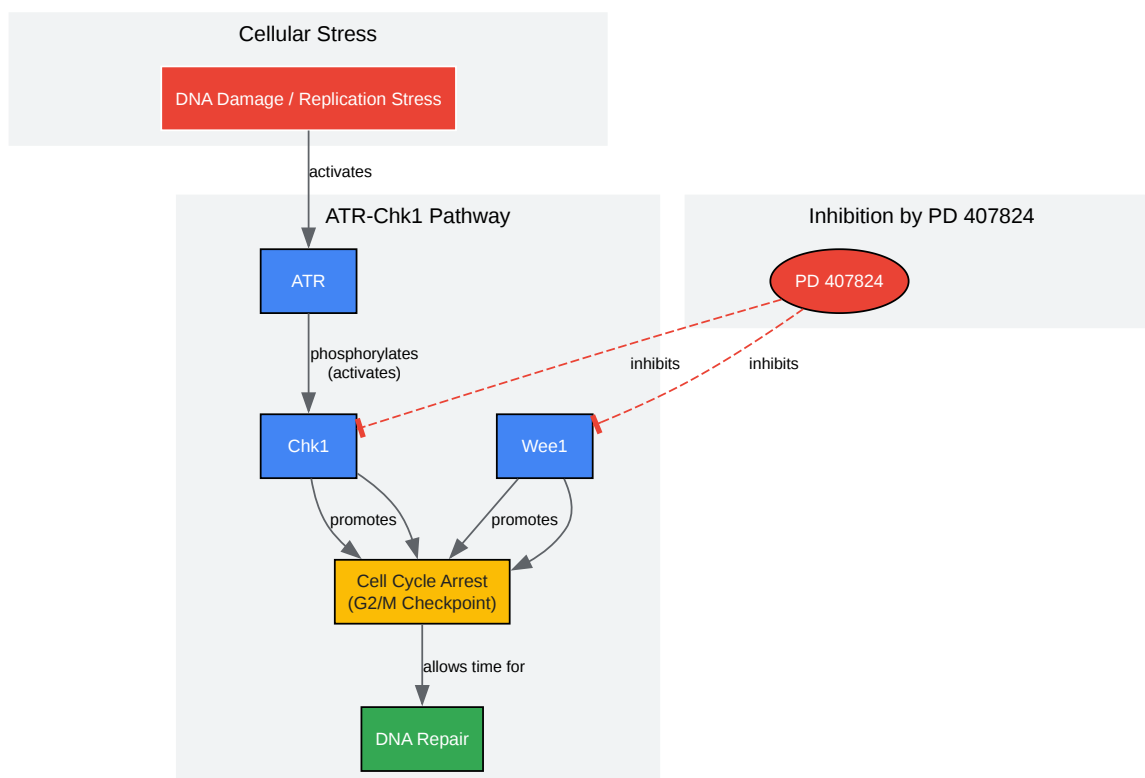 Cellular Stress
DNA Damage / Replication Stress
activates
ATR-Chk1 Pathway
Inhibition by PD 407824
ATR
PD 407824
phosphorylates
(activates)
inhibits
inhibits
Chk1
Wee1
promotes
promotes
Cell Cycle Arrest
(G2/M Checkpoint)
allows time for
DNA Repair